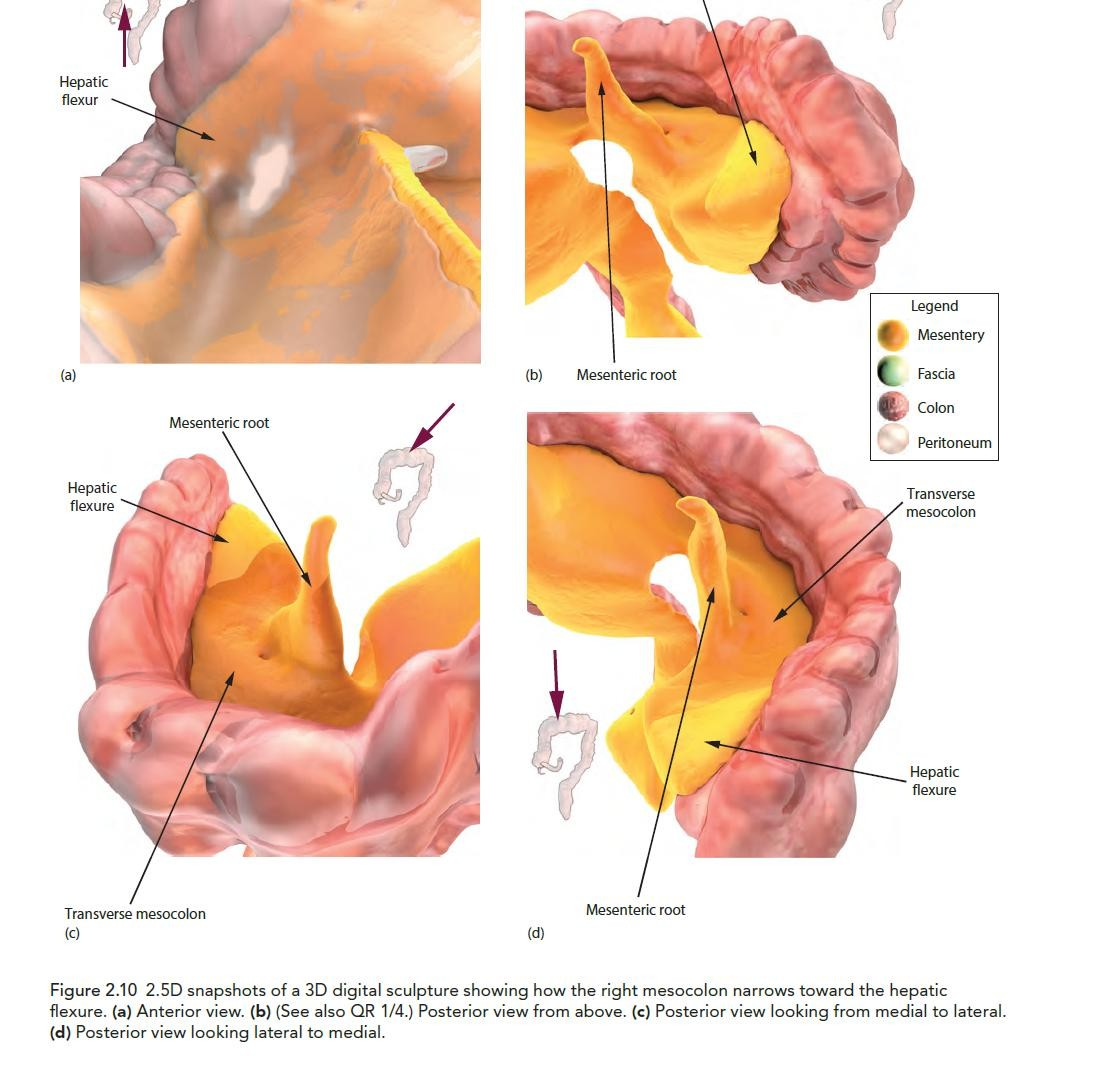 Hepatic
flexur
(a)
(b)
Mesenteric root
Legend
Mesentery
Fascia
Colon
Peritoneum
Mesenteric root
Hepatic
flexure
Transverse mesocolon
(c)
Transverse
mesocolon
Hepatic
flexure
Mesenteric root
(d)
Figure 2.10 2.5D snapshots of a 3D digital sculpture showing how the right mesocolon narrows toward the hepatic
flexure. (a) Anterior view. (b) (See also QR 1/4.) Posterior view from above. (c) Posterior view looking from medial to lateral.
(d) Posterior view looking lateral to medial.